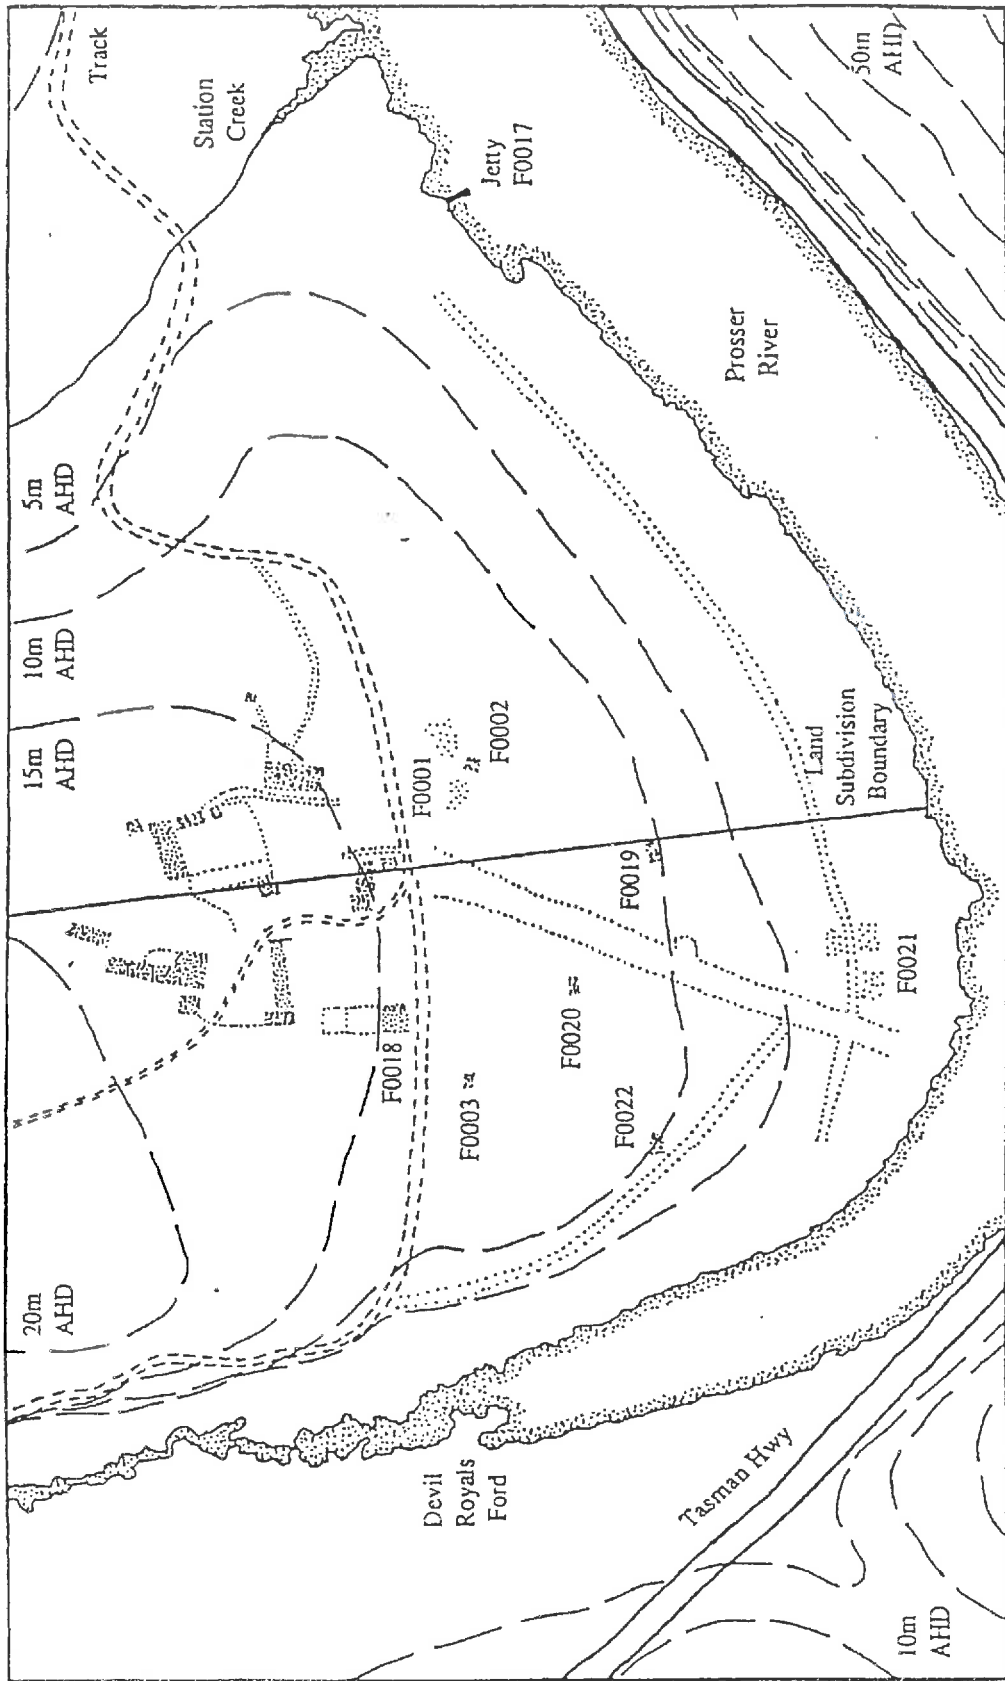 20m
AHD
15m
AHD
10m
AHD
5m
AHD
Track
Station
Creek
Jetty
F0017
F0001
F0002
F0018
F0003
F0019
F0020
F0022
F0021
Devil
Royals
Ford
Land
Subdivision
Boundary
Prosser
River
50m
AHD
Tasman Hwy
10m
AHD